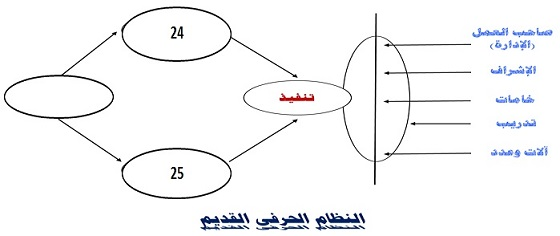 24
صاحب العمل
(الإدارة)
الإشراف
تنفيذ
خامات
تدريب
آلات وعدد
25
النظام الحرفي القديم